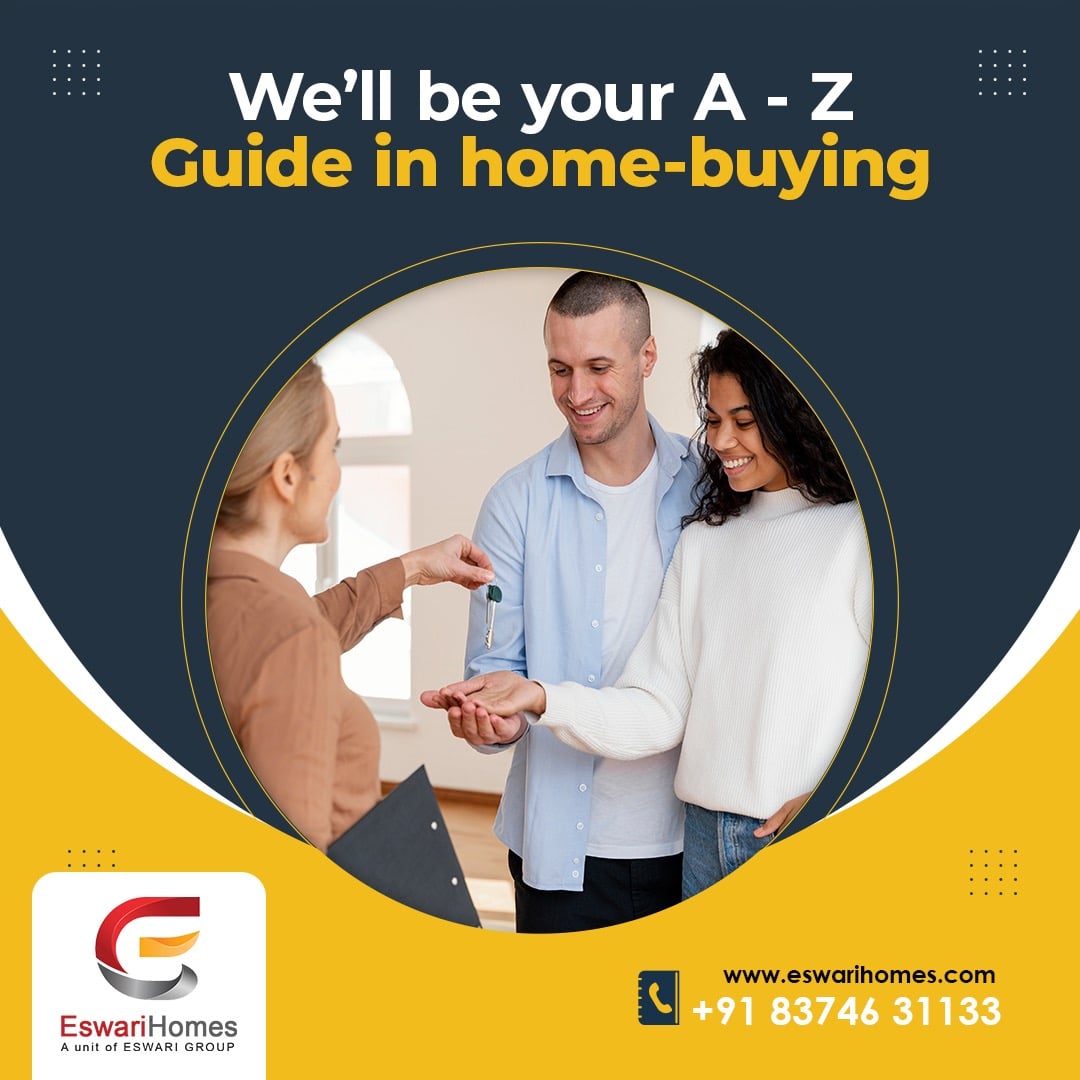 We'll be your A - Z
Guide in home-buying
EswariHomes
A unit of ESWARI GROUP
www.eswarihomes.com
+91 83746 31133